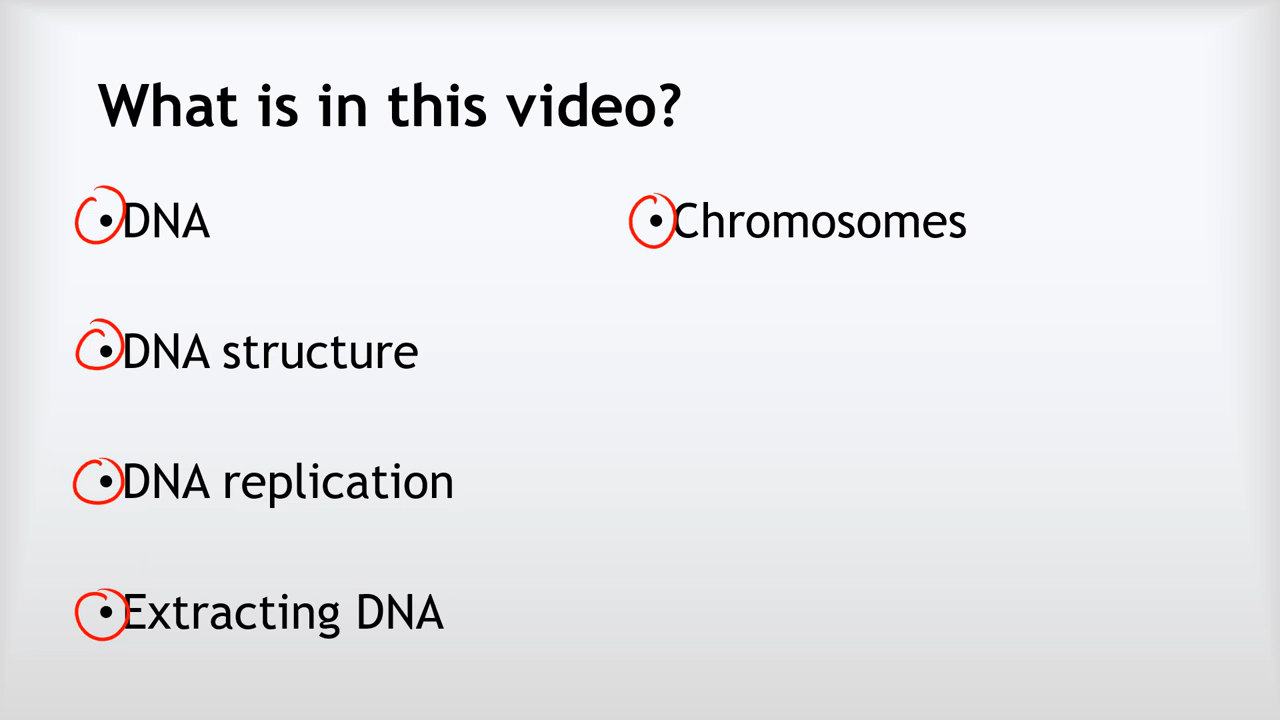 What is in this video?
• DNA
• DNA structure
• DNA replication
• Extracting DNA
• Chromosomes